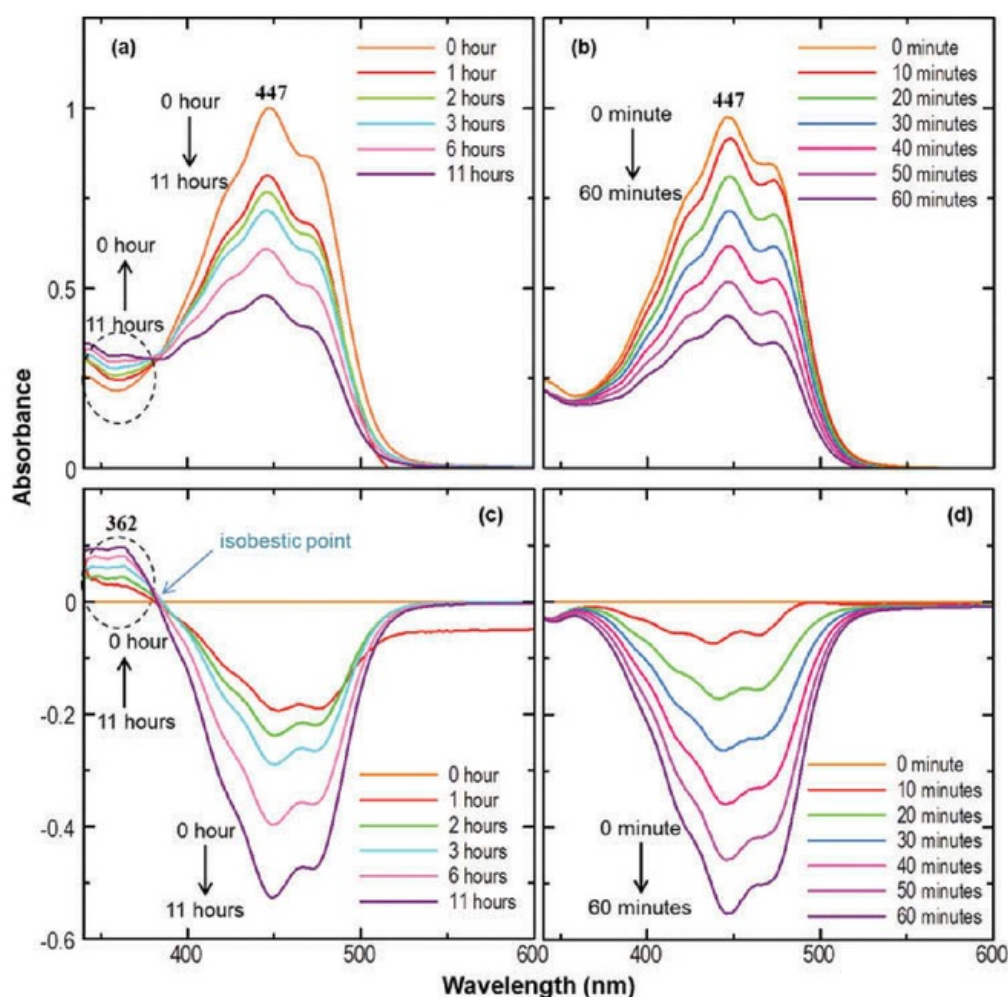 (a)
0 hour
1 hour
2 hours
3 hours
6 hours
11 hours
447
0 hour
11 hours
0 hour
11 hours
1
0.5
0
(b)
0 minute
10 minutes
20 minutes
30 minutes
40 minutes
50 minutes
60 minutes
447
0 minute
60 minutes
Absorbance
(c)
362
isobestic point
0 hour
11 hours
0 hour
11 hours
0 hour
1 hour
2 hours
3 hours
6 hours
11 hours
0
-0.2
-0.4
-0.6
400
500
600
(d)
0 minute
10 minutes
20 minutes
30 minutes
40 minutes
50 minutes
60 minutes
0 minute
60 minutes
400
500
600
Wavelength (nm)